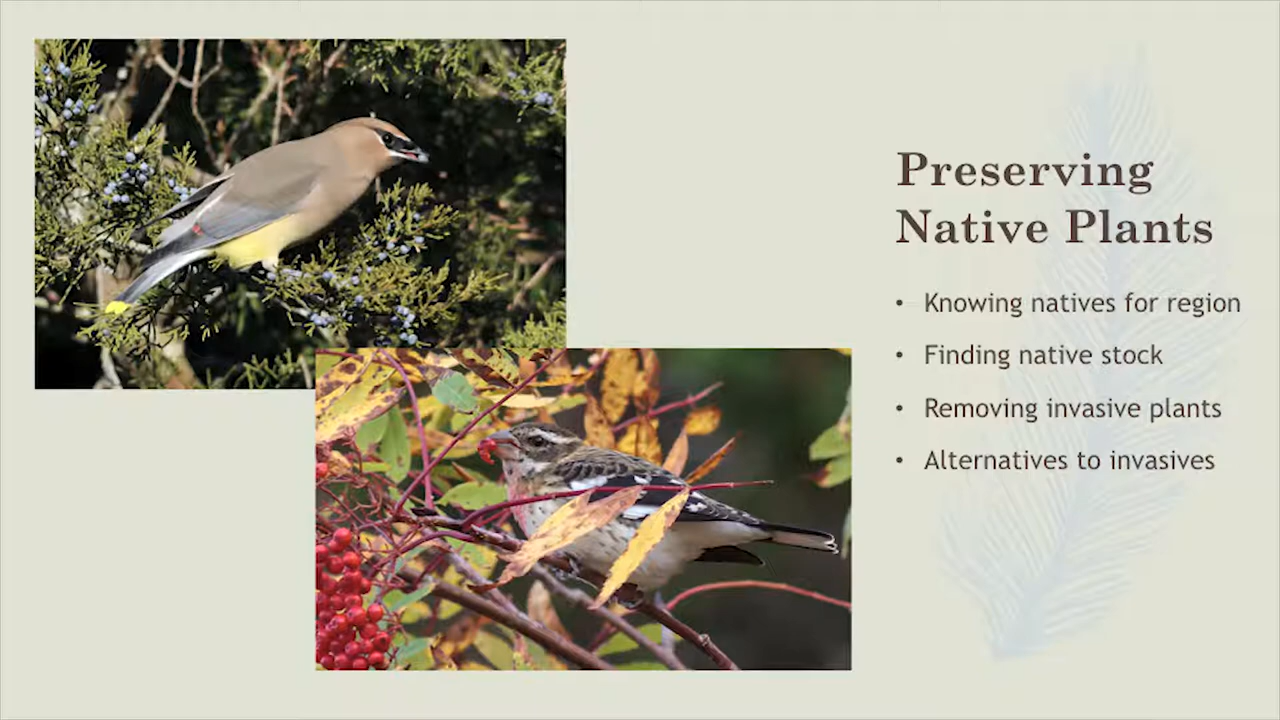 Preserving
Native Plants
• Knowing natives for region
• Finding native stock
• Removing invasive plants
• Alternatives to invasives